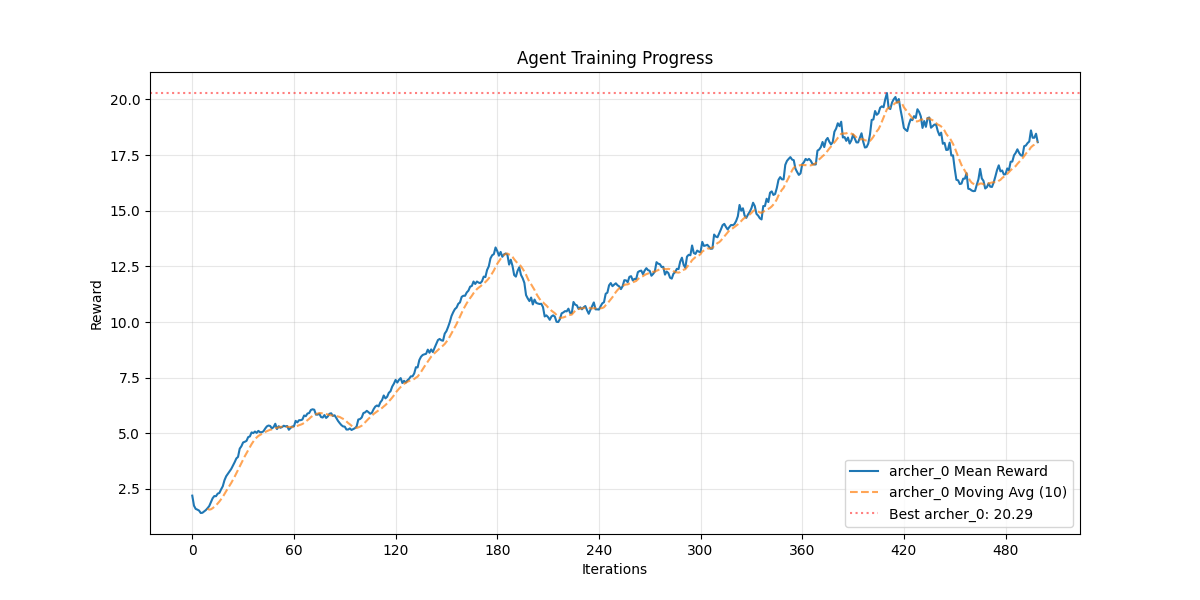 Agent Training Progress
Reward
20.0
17.5
15.0
12.5
10.0
7.5
5.0
2.5
0 60 120 180 240 300 360 420 480
Iterations
archer_0 Mean Reward
archer_0 Moving Avg (10)
Best archer_0: 20.29